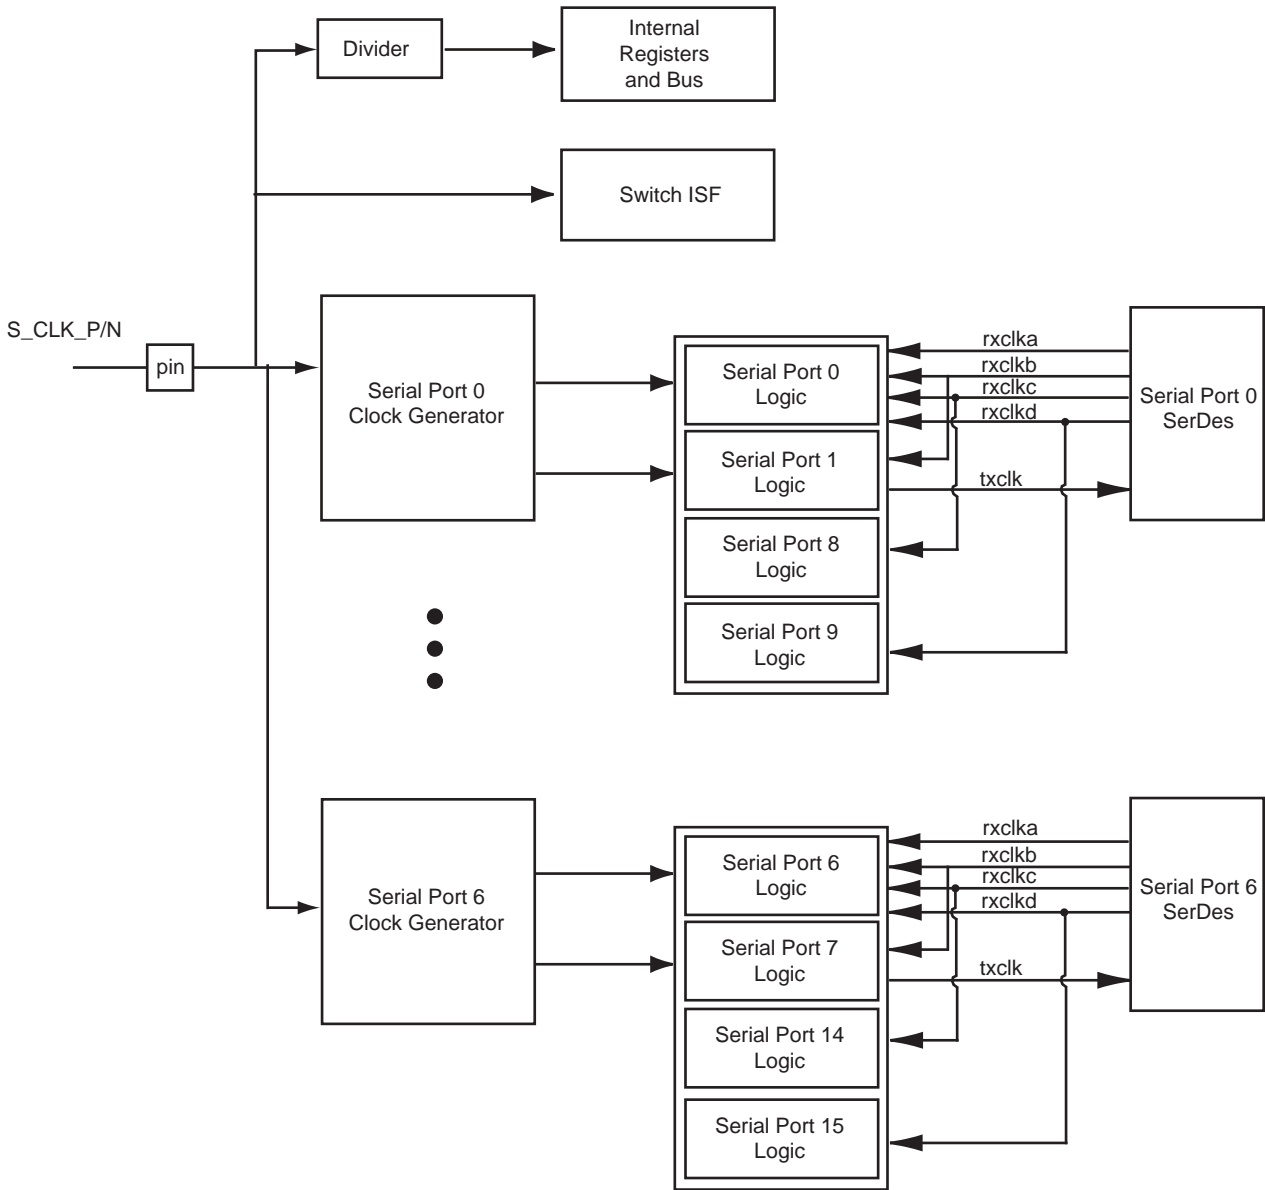 Divider
Internal
Registers
and Bus
Switch ISF
S_CLK_P/N
pin
Serial Port 0
Clock Generator
Serial Port 0
Logic
Serial Port 1
Logic
Serial Port 8
Logic
Serial Port 9
Logic
rxclka
rxclkb
rxclkc
rxclkd
txclk
Serial Port 0
SerDes
Serial Port 6
Clock Generator
Serial Port 6
Logic
Serial Port 7
Logic
Serial Port 14
Logic
Serial Port 15
Logic
rxclka
rxclkb
rxclkc
rxclkd
txclk
Serial Port 6
SerDes